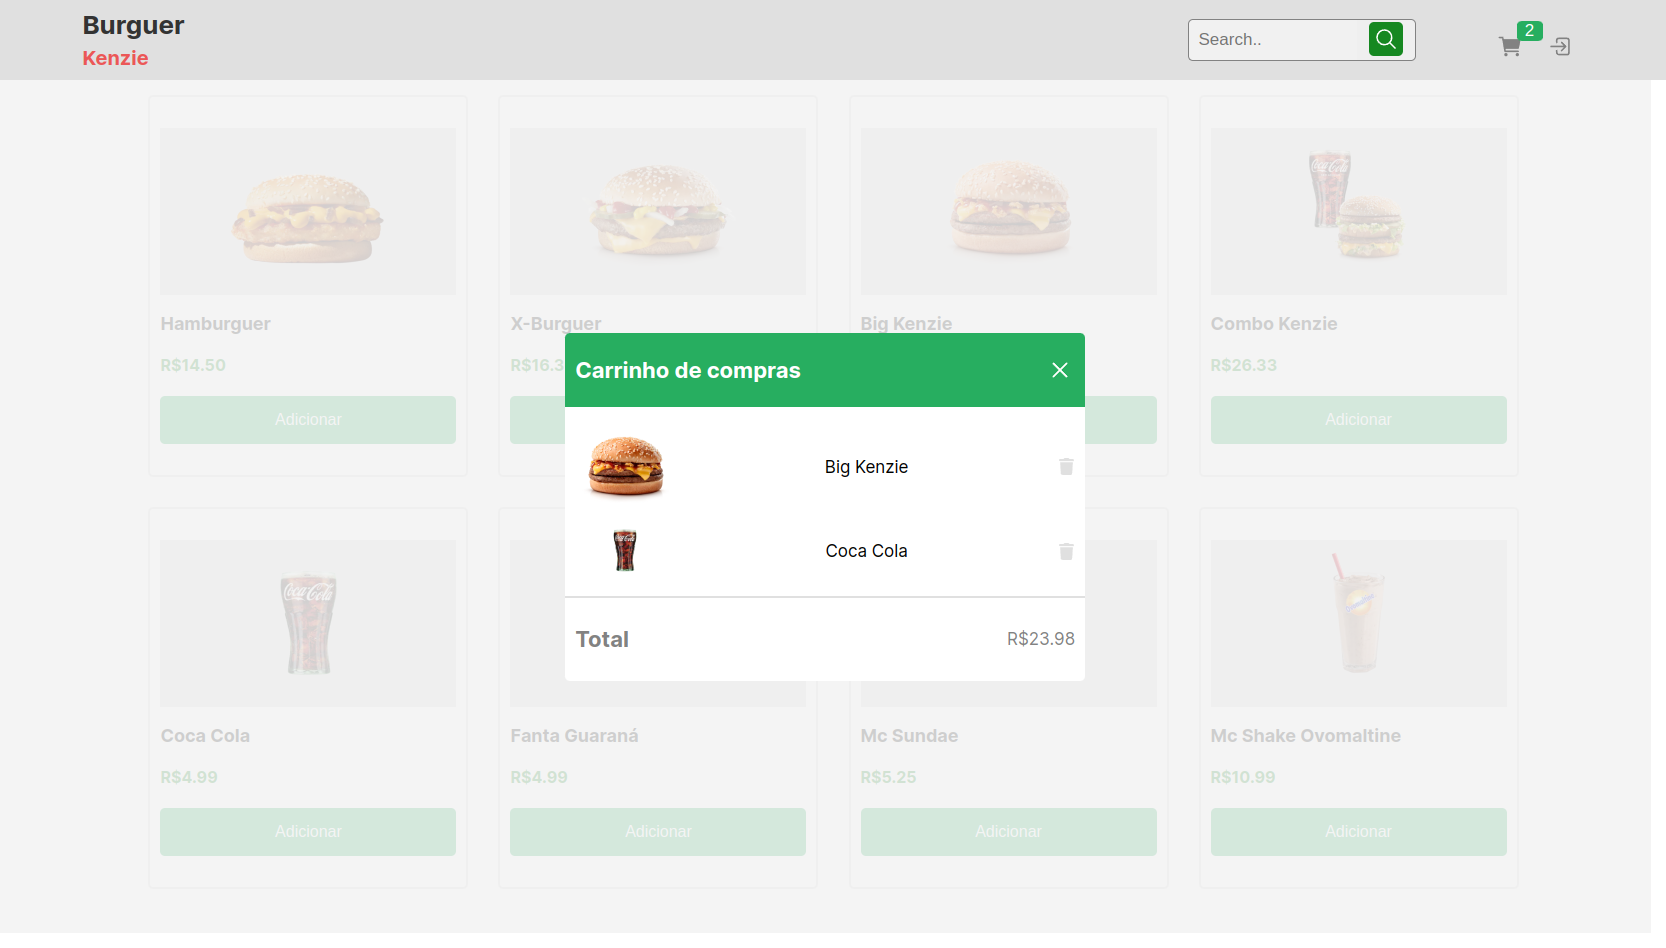 Burguer
Kenzie
Search..
2
Hamburguer
R$14.50
Adicionar
X-Burguer
R$16.3
Big Kenzie
Combo Kenzie
R$26.33
Adicionar
Carrinho de compras
Big Kenzie
Coca Cola
Total
R$23.98
Coca Cola
R$4.99
Adicionar
Fanta Guaraná
R$4.99
Adicionar
Mc Sundae
R$5.25
Adicionar
Mc Shake Ovomaltine
R$10.99
Adicionar